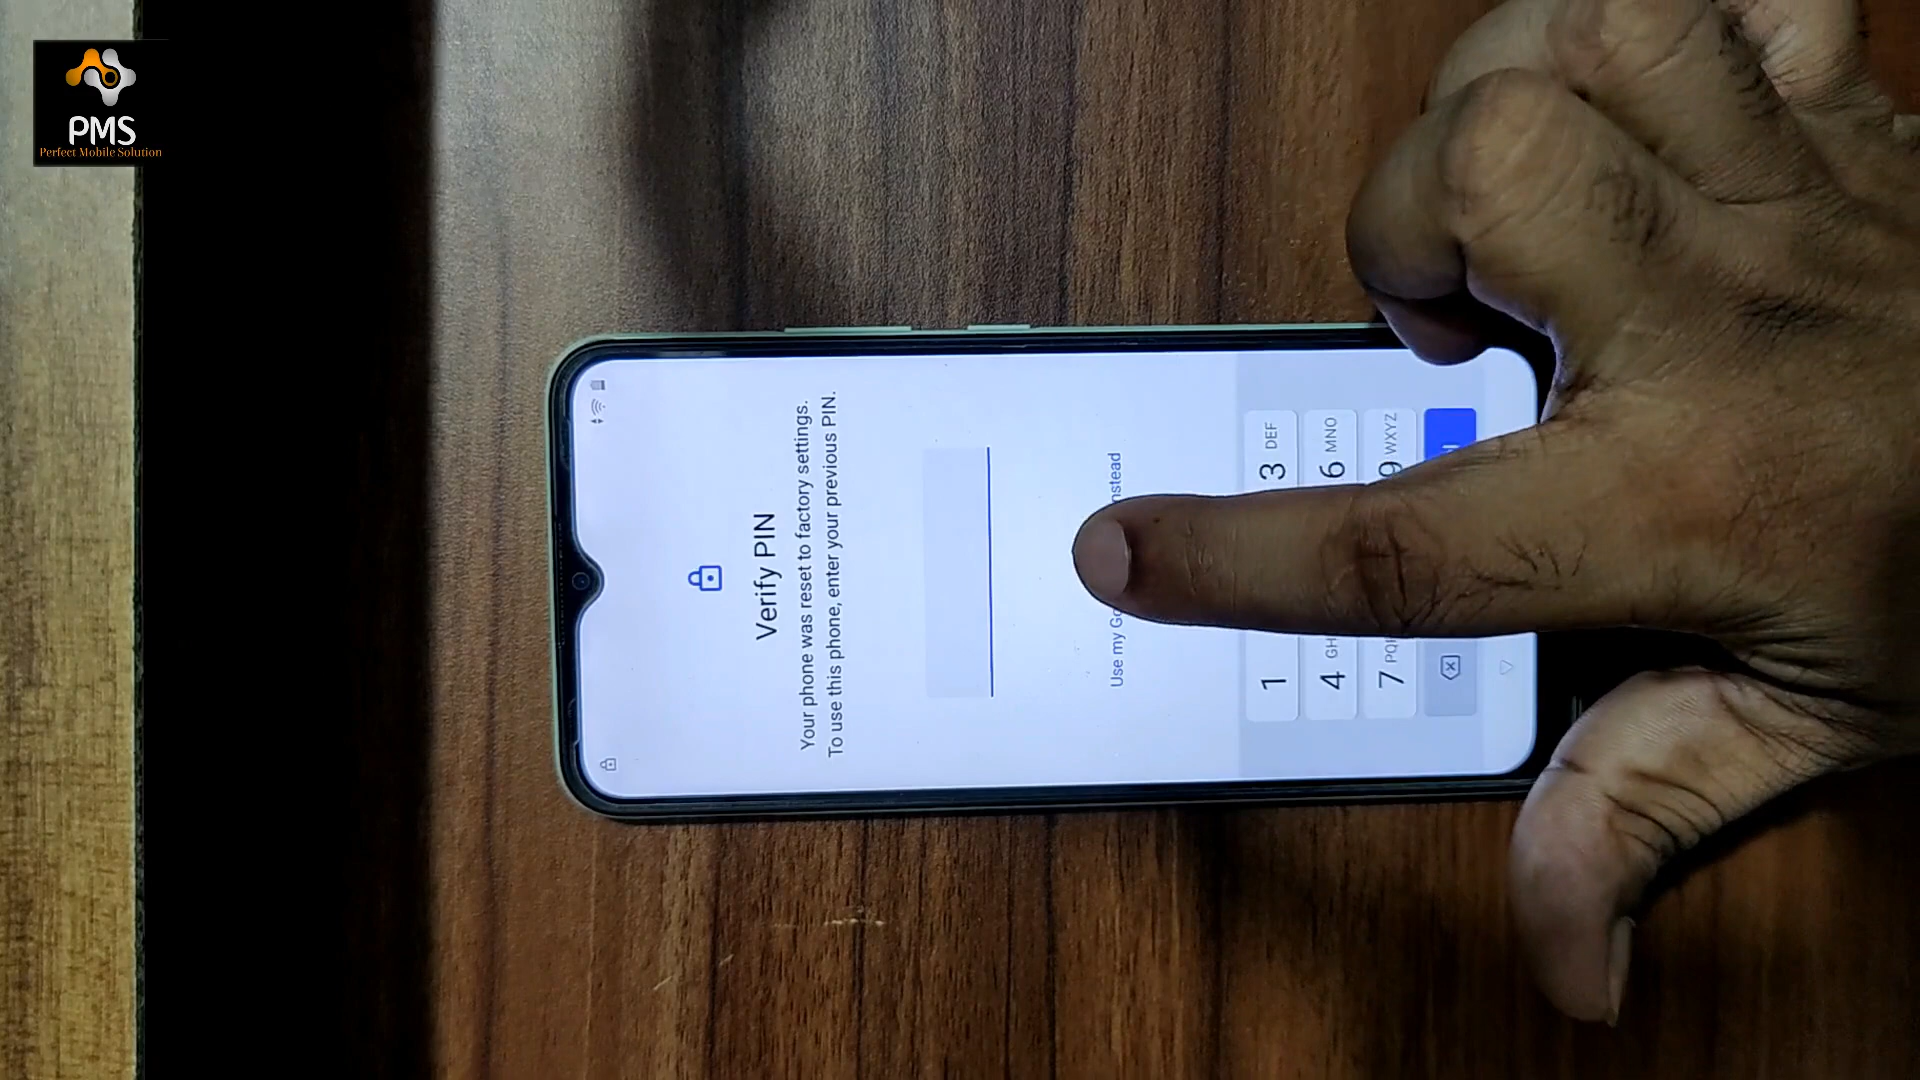 PMS
Perfect Mobile Solution
Verify PIN
Your phone was reset to factory settings.
To use this phone, enter your previous PIN.
Use my
1
3 DEF
4
6 MNO
7
9 WXYZ